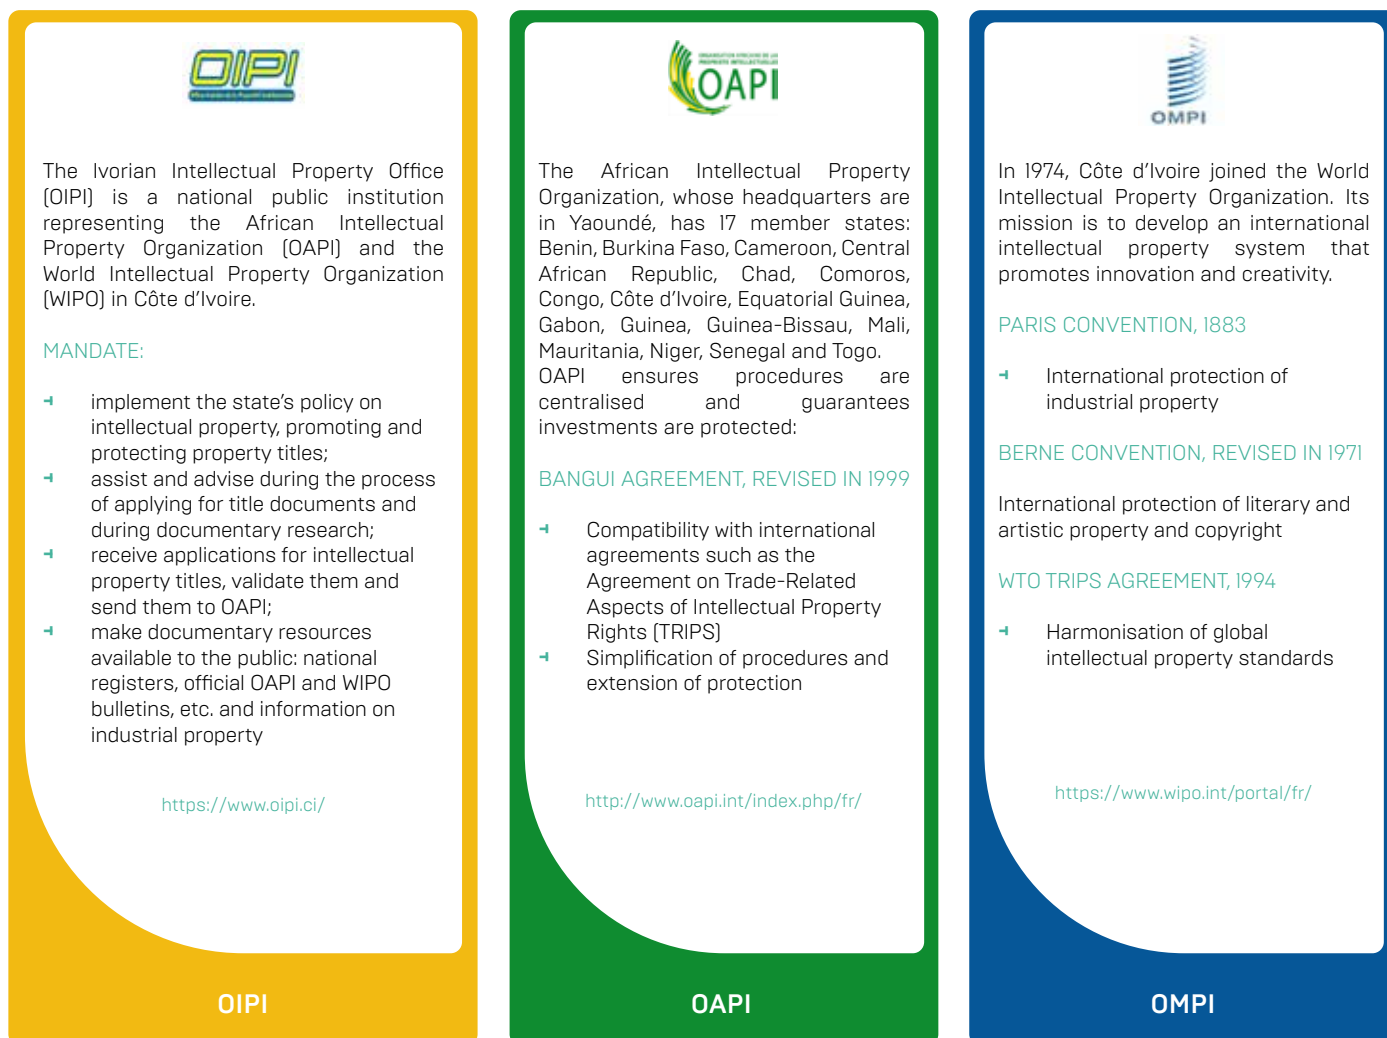 OIPI
The Ivorian Intellectual Property Office
(OIPI) is a national public institution
representing the African Intellectual
Property Organization (OAPI) and the
World Intellectual Property Organization
(WIPO) in Côte d'Ivoire.
MANDATE:
implement the state's policy on
intellectual property, promoting and
protecting property titles;
assist and advise during the process
of applying for title documents and
during documentary research;
receive applications for intellectual
property titles, validate them and
send them to OAPI;
make documentary resources
available to the public: national
registers, official OAPI and WIPO
bulletins, etc. and information on
industrial property
https://www.oipi.ci/
OIPI
ORGANISATION AFRICAINE DE LA
PROPRIETE INTELLECTUELLE
OAPI
The African Intellectual Property
Organization, whose headquarters are
in Yaoundé, has 17 member states:
Benin, Burkina Faso, Cameroon, Central
African Republic, Chad, Comoros,
Congo, Côte d'Ivoire, Equatorial Guinea,
Gabon, Guinea, Guinea-Bissau, Mali,
Mauritania, Niger, Senegal and Togo.
OAPI ensures procedures are
centralised and guarantees
investments are protected:
BANGUI AGREEMENT, REVISED IN 1999
Compatibility with international
agreements such as the
Agreement on Trade-Related
Aspects of Intellectual Property
Rights (TRIPS)
Simplification of procedures and
extension of protection
http://www.oapi.int/index.php/fr/
OAPI
OMPI
In 1974, Côte d'Ivoire joined the World
Intellectual Property Organization. Its
mission is to develop an international
intellectual property system that
promotes innovation and creativity.
PARIS CONVENTION, 1883
International protection of
industrial property
BERNE CONVENTION, REVISED IN 1971
International protection of literary and
artistic property and copyright
WTO TRIPS AGREEMENT, 1994
Harmonisation of global
intellectual property standards
https://www.wipo.int/portal/fr/
OMPI